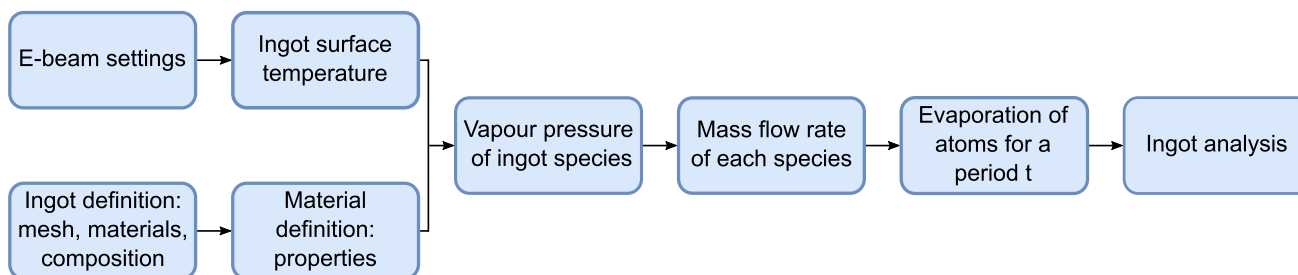 E-beam settings
Ingot surface
temperature
Ingot definition:
mesh, materials,
composition
Material
definition:
properties
Vapour pressure
of ingot species
Mass flow rate
of each species
Evaporation of
atoms for a
period t
Ingot analysis